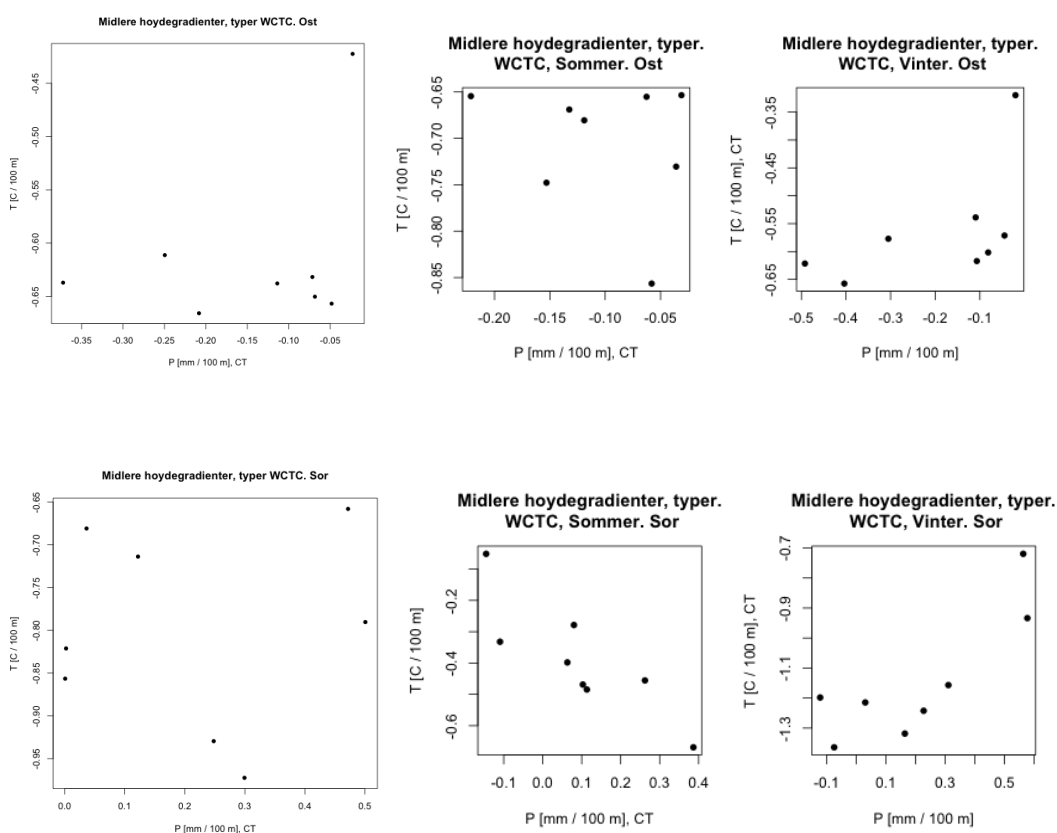 Midlere hoydegradienter, typer WCTC. Ost
T [C / 100 m]
-0.45
-0.50
-0.55
-0.60
-0.65
-0.35
-0.30
-0.25
-0.20
-0.15
-0.10
-0.05
P [mm / 100 m], CT
Midlere hoydegradienter, typer.
WCTC, Sommer. Ost
T [C / 100 m]
-0.65
-0.70
-0.75
-0.80
-0.85
-0.20
-0.15
-0.10
-0.05
P [mm / 100 m], CT
Midlere hoydegradienter, typer.
WCTC, Vinter. Ost
T [C / 100 m], CT
-0.35
-0.45
-0.55
-0.65
-0.5
-0.4
-0.3
-0.2
-0.1
P [mm / 100 m]
Midlere hoydegradienter, typer WCTC. Sor
T [C / 100 m]
-0.65
-0.70
-0.75
-0.80
-0.85
-0.90
-0.95
0.0
0.1
0.2
0.3
0.4
0.5
P [mm / 100 m], CT
Midlere hoydegradienter, typer.
WCTC, Sommer. Sor
T [C / 100 m]
-0.2
-0.4
-0.6
-0.1
0.0
0.1
0.2
0.3
0.4
P [mm / 100 m], CT
Midlere hoydegradienter, typer.
WCTC, Vinter. Sor
T [C / 100 m], CT
-0.7
-0.9
-1.1
-1.3
-0.1
0.1
0.3
0.5
P [mm / 100 m]